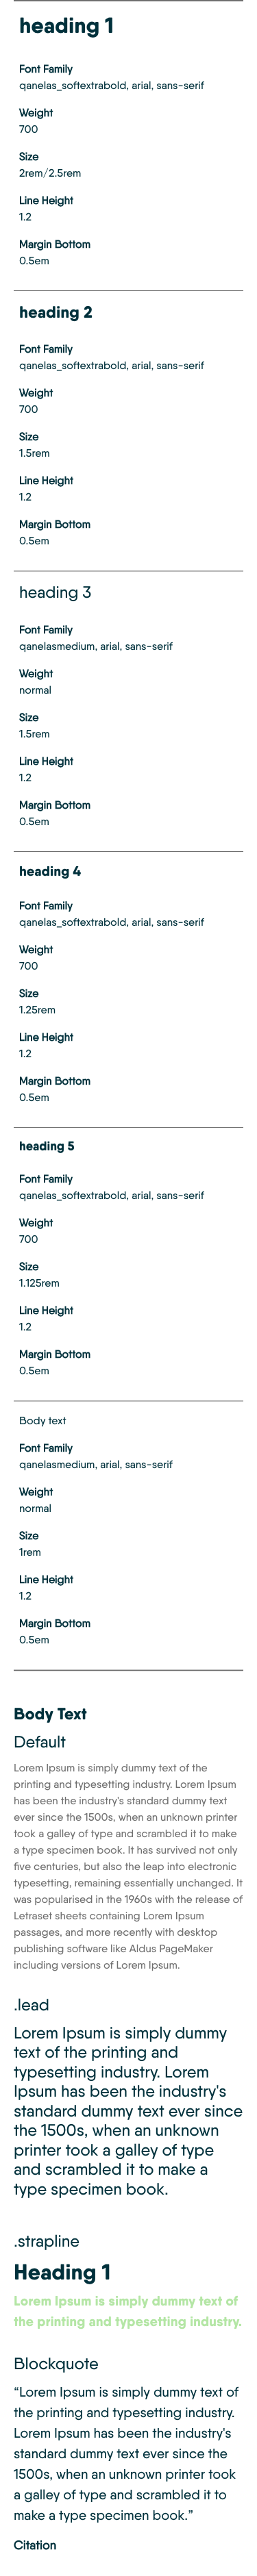 heading 1
Font Family
qanelas_softextrabold, arial, sans-serif
Weight
700
Size
2rem/2.5rem
Line Height
1.2
Margin Bottom
0.5em
heading 2
Font Family
qanelas_softextrabold, arial, sans-serif
Weight
700
Size
1.5rem
Line Height
1.2
Margin Bottom
0.5em
heading 3
Font Family
qanelasmedium, arial, sans-serif
Weight
normal
Size
1.5rem
Line Height
1.2
Margin Bottom
0.5em
heading 4
Font Family
qanelas_softextrabold, arial, sans-serif
Weight
700
Size
1.25rem
Line Height
1.2
Margin Bottom
0.5em
heading 5
Font Family
qanelas_softextrabold, arial, sans-serif
Weight
700
Size
1.125rem
Line Height
1.2
Margin Bottom
0.5em
Body text
Font Family
qanelasmedium, arial, sans-serif
Weight
normal
Size
1rem
Line Height
1.2
Margin Bottom
0.5em
Body Text
Default
Lorem Ipsum is simply dummy text of the
printing and typesetting industry. Lorem Ipsum
has been the industry's standard dummy text
ever since the 1500s, when an unknown printer
took a galley of type and scrambled it to make
a type specimen book. It has survived not only
five centuries, but also the leap into electronic
typesetting, remaining essentially unchanged. It
was popularised in the 1960s with the release of
Letraset sheets containing Lorem Ipsum
passages, and more recently with desktop
publishing software like Aldus PageMaker
including versions of Lorem Ipsum.
.lead
Lorem Ipsum is simply dummy
text of the printing and
typesetting industry. Lorem
Ipsum has been the industry's
standard dummy text ever since
the 1500s, when an unknown
printer took a galley of type
and scrambled it to make a
type specimen book.
.strapline
Heading 1
Lorem Ipsum is simply dummy text of
the printing and typesetting industry.
Blockquote
“Lorem Ipsum is simply dummy text of
the printing and typesetting industry.
Lorem Ipsum has been the industry's
standard dummy text ever since the
1500s, when an unknown printer took
a galley of type and scrambled it to
make a type specimen book.”
Citation